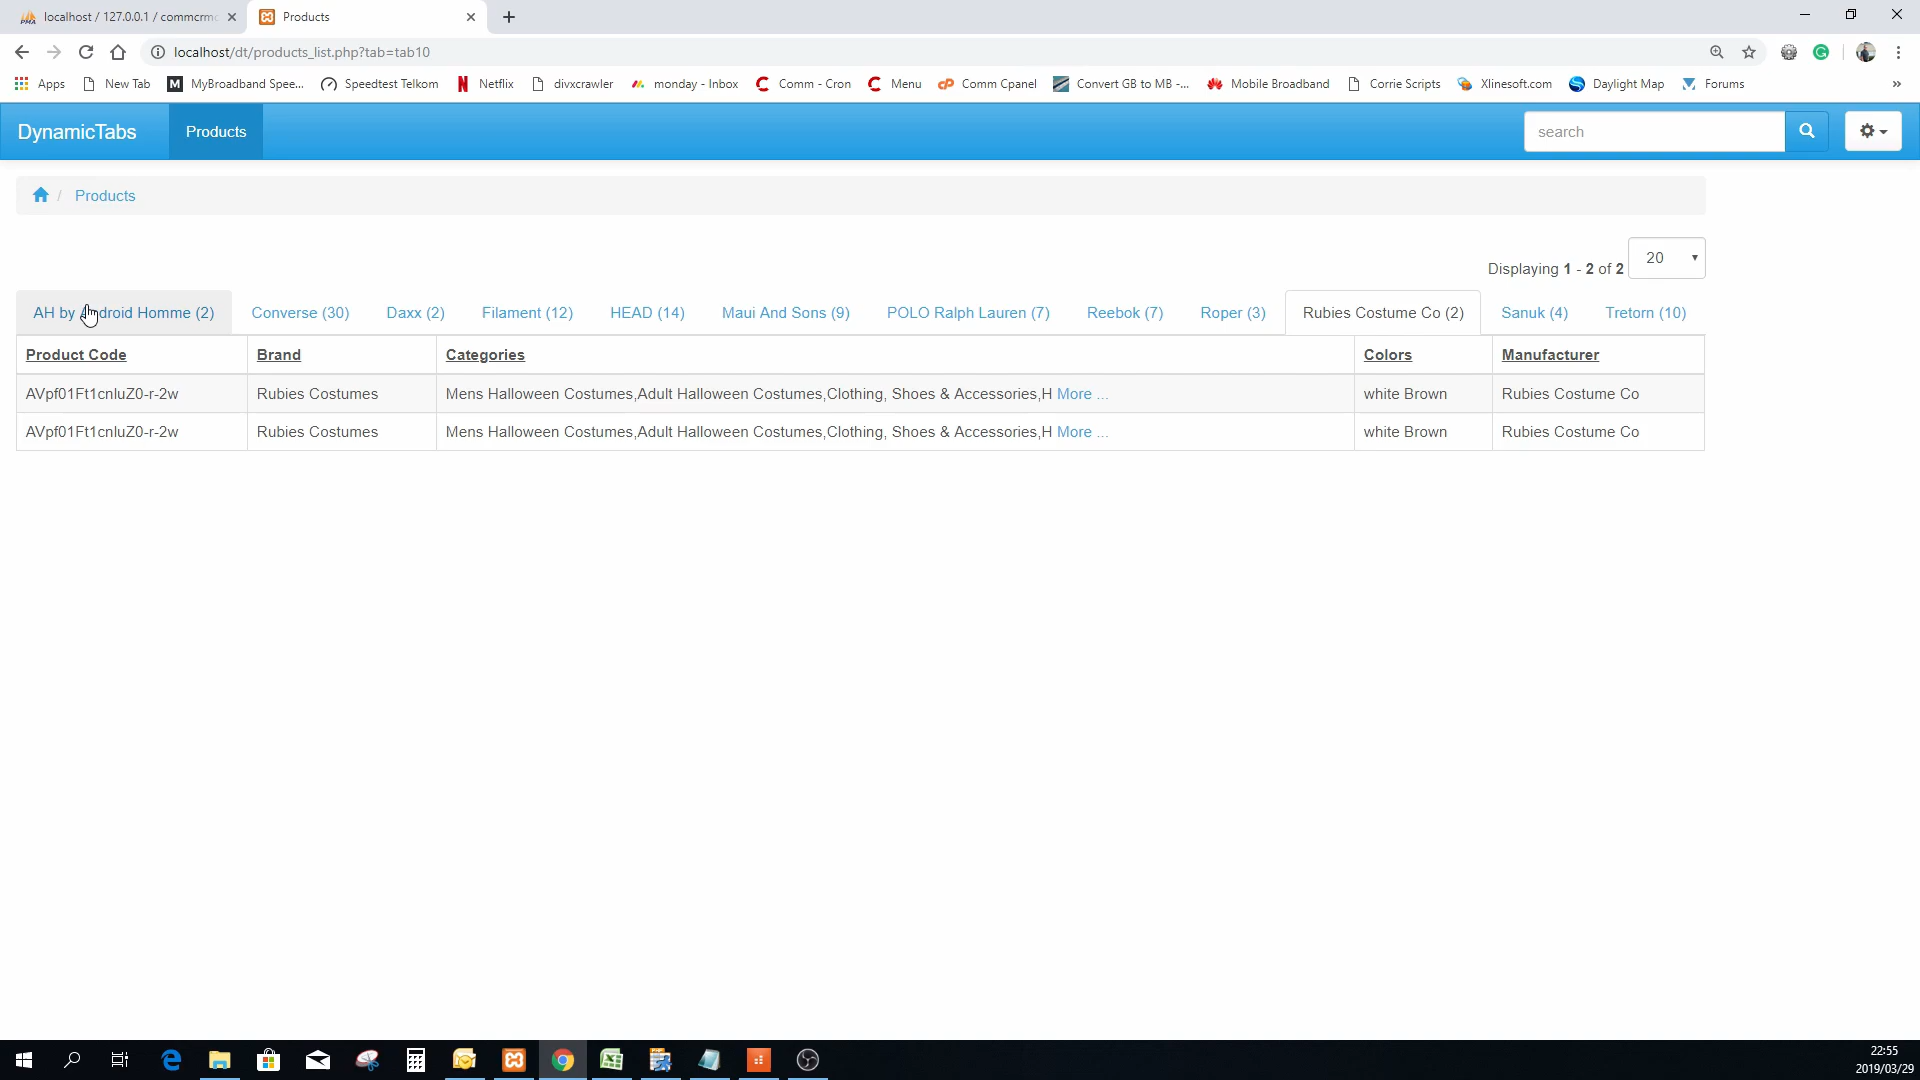 localhost / 127.0.0.1 / commcrm
Products
localhost/dt/products_list.php?tab=tab10
Apps New Tab MyBroadband Spee... Speedtest Telkom Netflix divxcrawler monday - Inbox Comm - Cron Menu Comm Cpanel Convert GB to MB -... Mobile Broadband Corrie Scripts Xlinesoft.com Daylight Map Forums »
DynamicTabs Products search
/ Products
Displaying 1 - 2 of 2 20
AH by Android Homme (2) Converse (30) Daxx (2) Filament (12) HEAD (14) Maui And Sons (9) POLO Ralph Lauren (7) Reebok (7) Roper (3) Rubies Costume Co (2) Sanuk (4) Tretorn (10)
Product Code Brand Categories Colors Manufacturer
AVpf01Ft1cnluZ0-r-2w Rubies Costumes Mens Halloween Costumes,Adult Halloween Costumes,Clothing, Shoes & Accessories,H More ... white Brown Rubies Costume Co
AVpf01Ft1cnluZ0-r-2w Rubies Costumes Mens Halloween Costumes,Adult Halloween Costumes,Clothing, Shoes & Accessories,H More ... white Brown Rubies Costume Co
22:55
2019/03/29